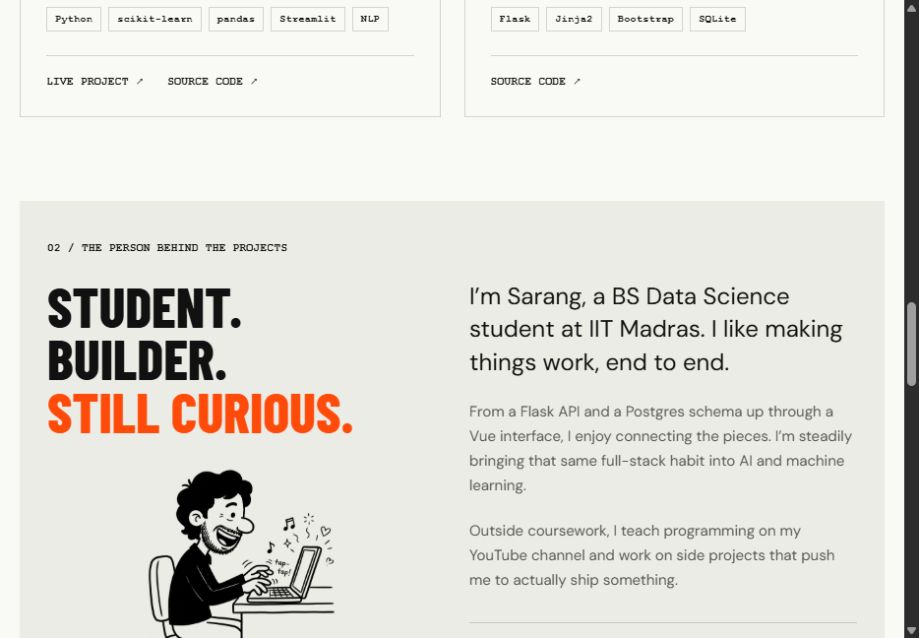 Python scikit-learn pandas Streamlit NLP
LIVE PROJECT ↗ SOURCE CODE ↗
Flask Jinja2 Bootstrap SQLite
SOURCE CODE ↗
02 / THE PERSON BEHIND THE PROJECTS
STUDENT.
BUILDER.
STILL CURIOUS.
tap-
tap!
I’m Sarang, a BS Data Science
student at IIT Madras. I like making
things work, end to end.
From a Flask API and a Postgres schema up through a
Vue interface, I enjoy connecting the pieces. I’m steadily
bringing that same full-stack habit into AI and machine
learning.
Outside coursework, I teach programming on my
YouTube channel and work on side projects that push
me to actually ship something.